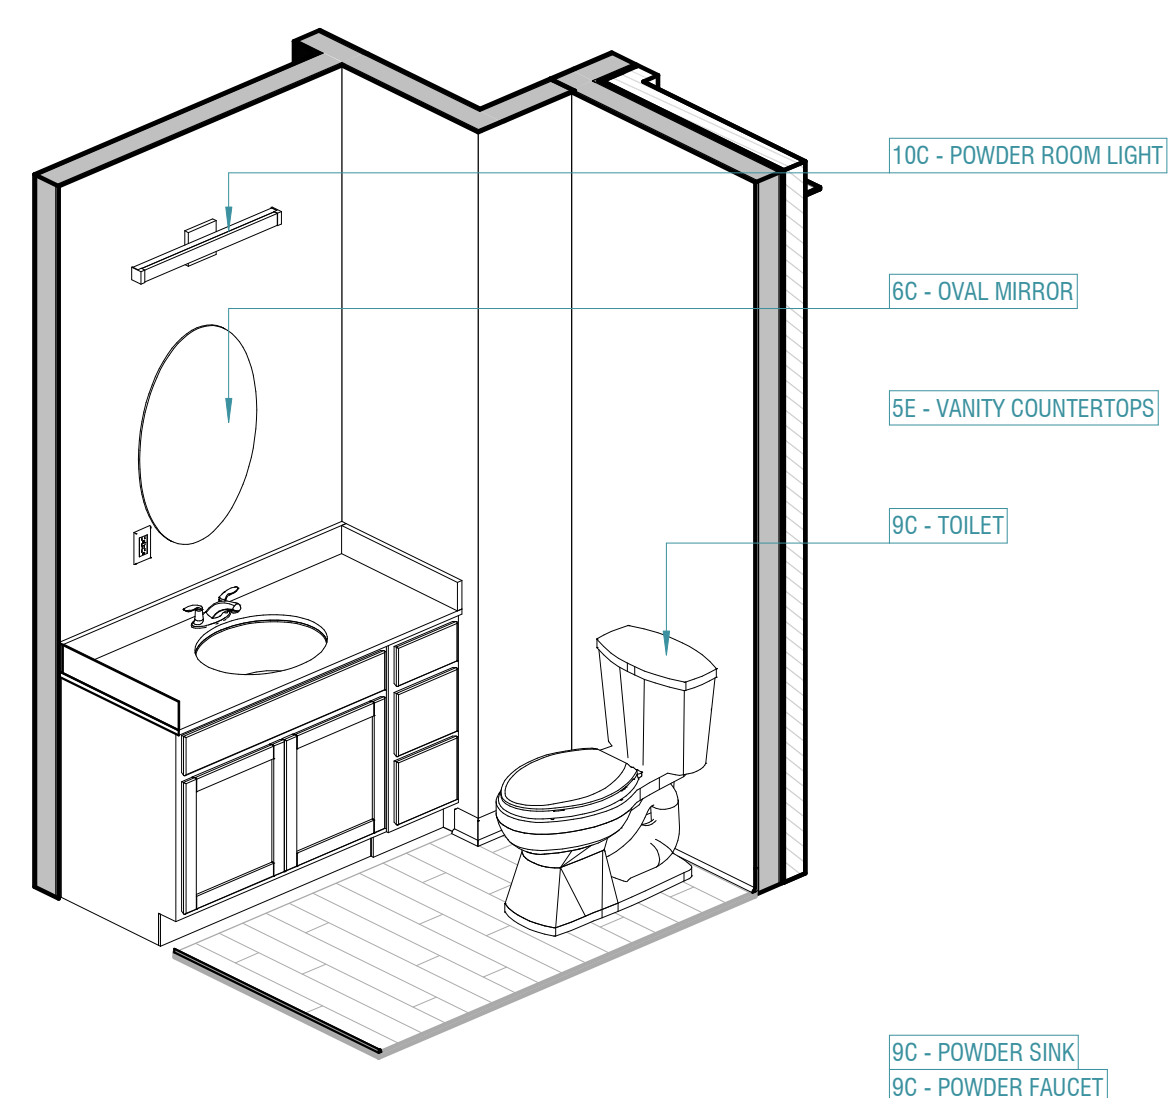 10C - POWDER ROOM LIGHT
6C - OVAL MIRROR
5E - VANITY COUNTERTOPS
9C - TOILET
9C - POWDER SINK
9C - POWDER FAUCET